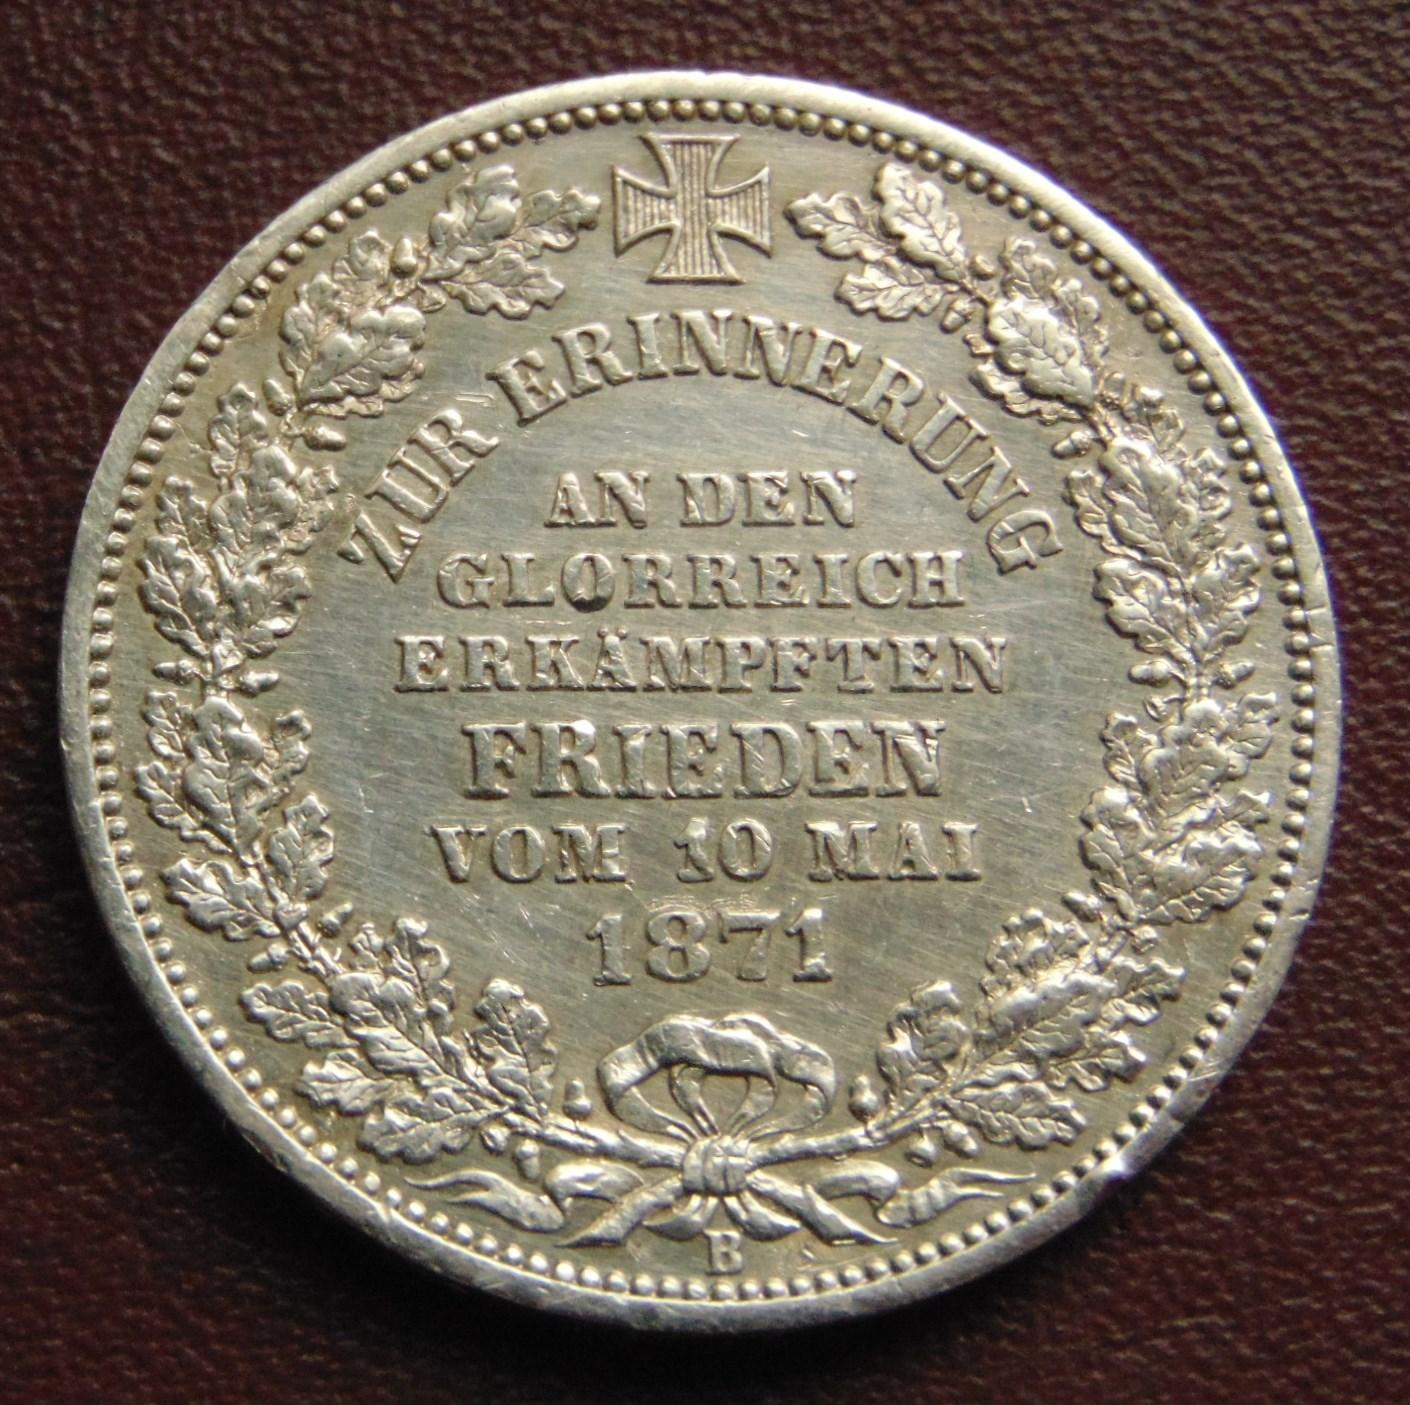 ZUR ERINNERUNG
AN DEN
GLORREICH
ERKÄMPFTEN
FRIEDEN
VOM 10 MAI
1871
B